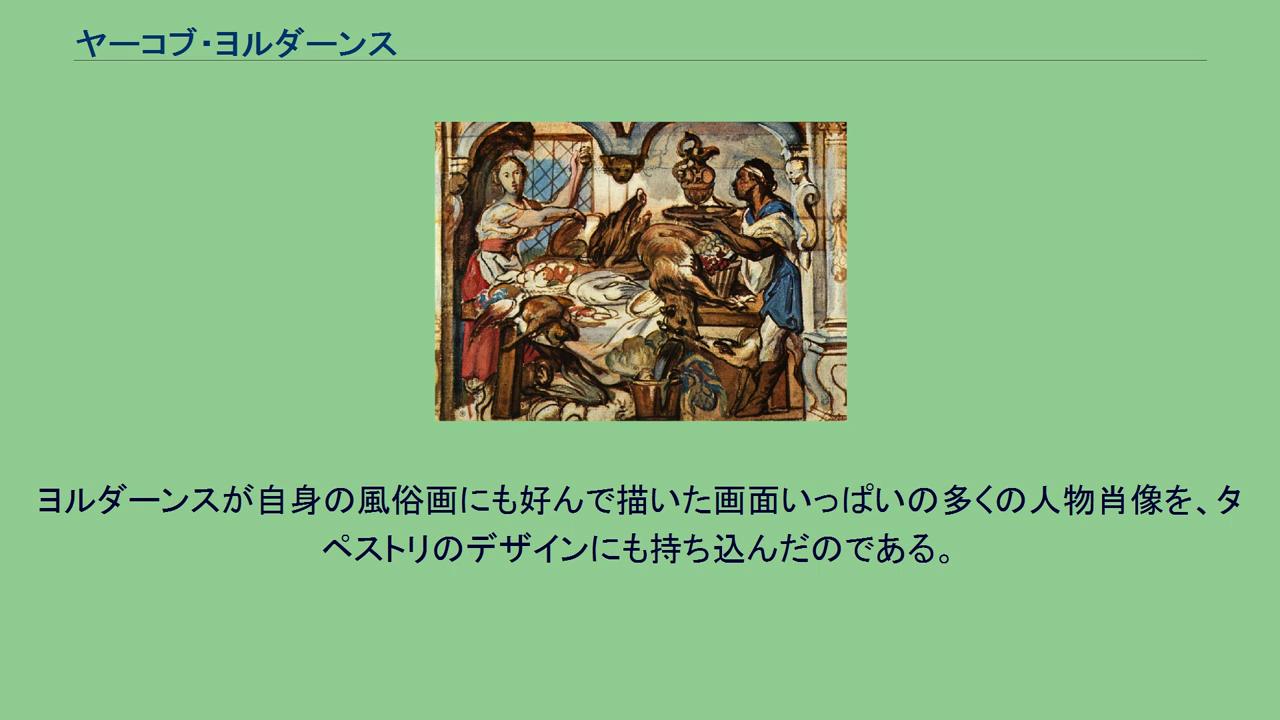 ヤーコブ・ヨルダーンス
ヨルダーンスが自身の風俗画にも好んで描いた画面いっぱいの多くの人物肖像を、タ
ペストリのデザインにも持ち込んだのである。